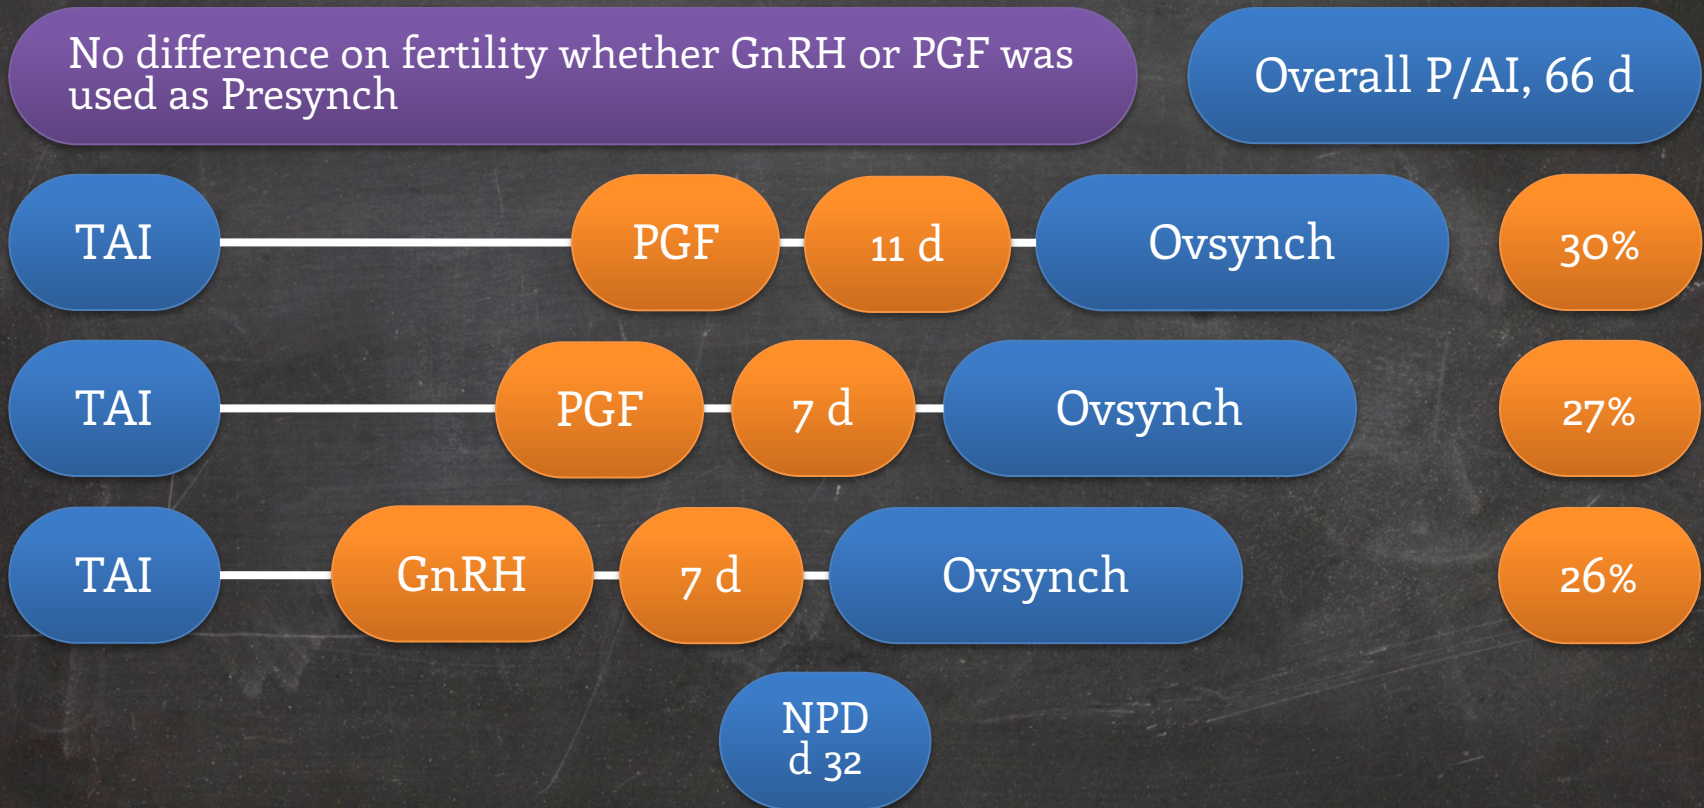 No difference on fertility whether GnRH or PGF was
used as Presynch
Overall P/AI, 66 d
TAI
PGF
11 d
Ovsynch
30%
TAI
PGF
7 d
Ovsynch
27%
TAI
GnRH
7 d
Ovsynch
26%
NPD
d 32